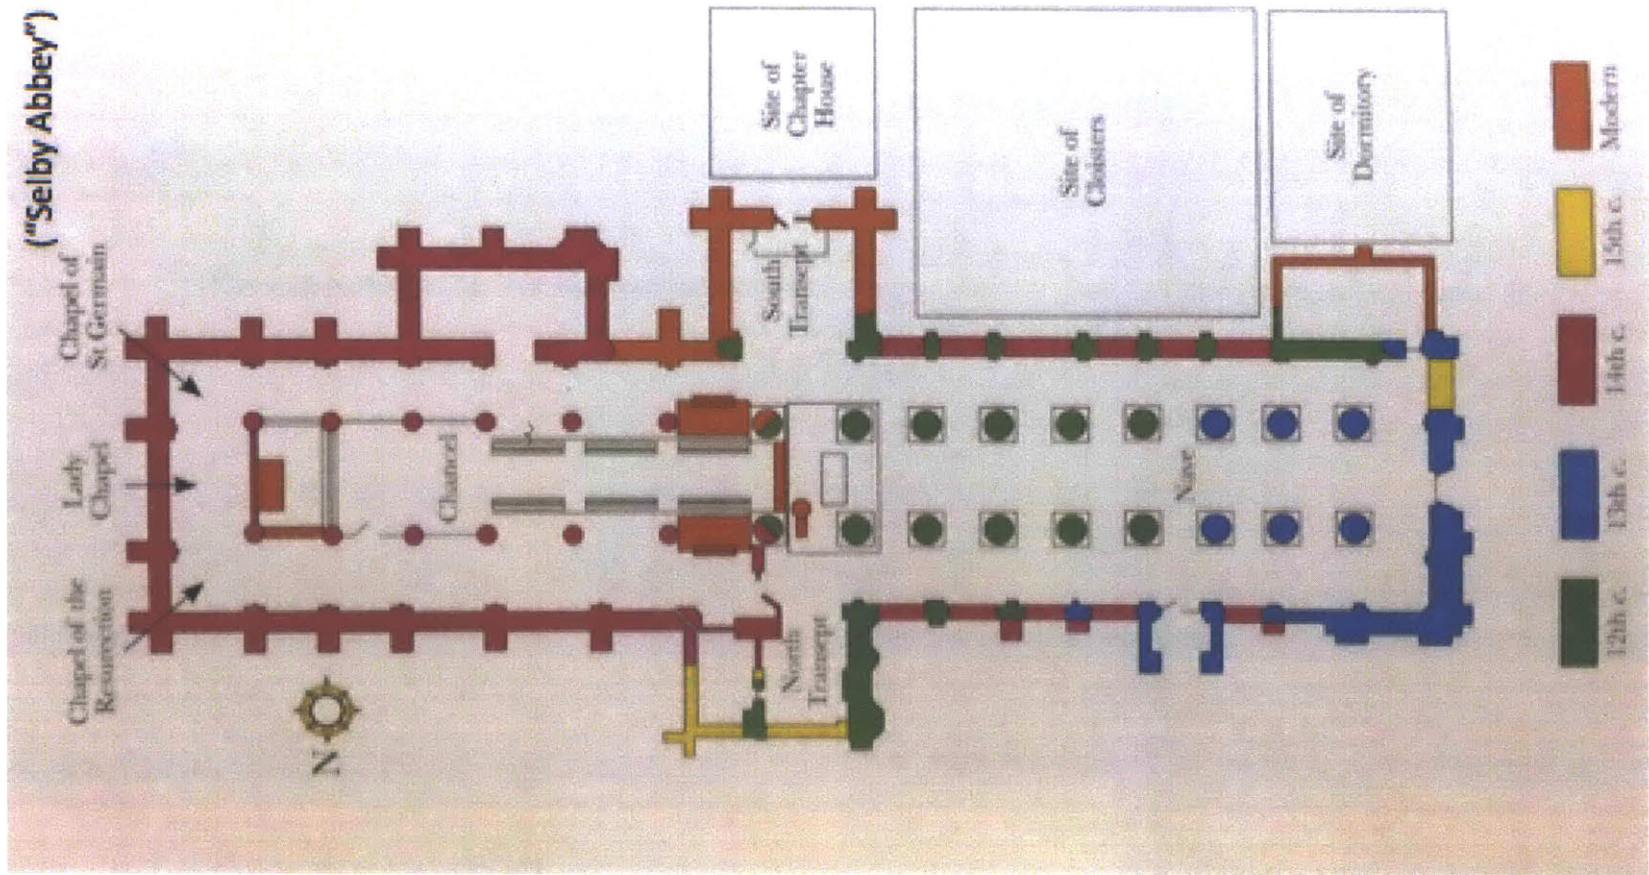 (“Selby Abbey”)
Chapel of the
Resurrection
Lady
Chapel
Chapel of
St Germain
N
Chancel
North
Transept
South
Transept
Site of
Chapter
House
Nave
Site of
Cloisters
Site of
Dormitory
12th c.
13th c.
14th c.
15th c.
Modern